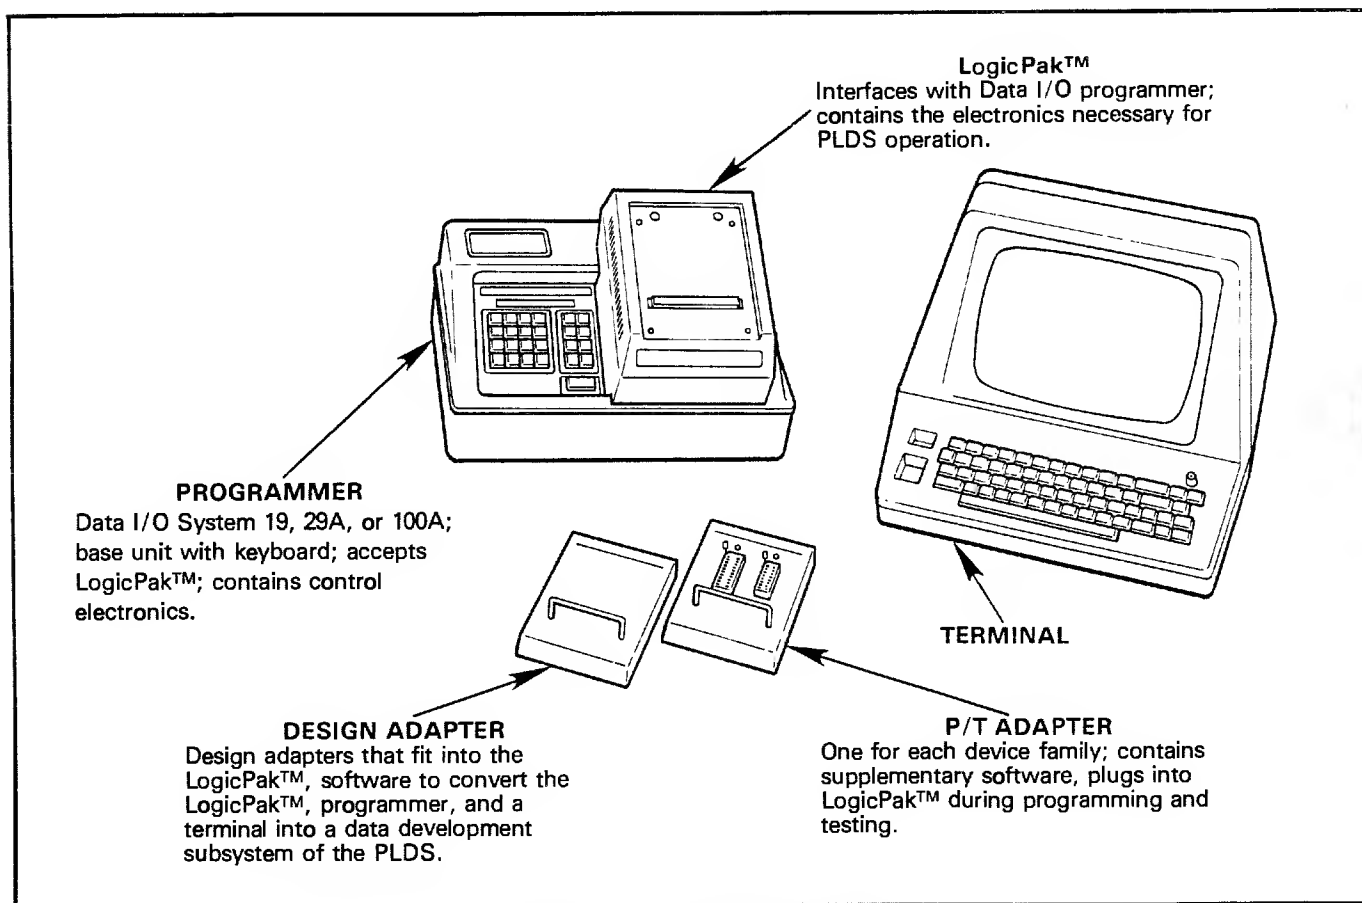 LogicPak™
Interfaces with Data I/O programmer;
contains the electronics necessary for
PLDS operation.
PROGRAMMER
Data I/O System 19, 29A, or 100A;
base unit with keyboard; accepts
LogicPak™; contains control
electronics.
TERMINAL
DESIGN ADAPTER
Design adapters that fit into the
LogicPak™, software to convert the
LogicPak™, programmer, and a
terminal into a data development
subsystem of the PLDS.
P/T ADAPTER
One for each device family; contains
supplementary software, plugs into
LogicPak™ during programming and
testing.